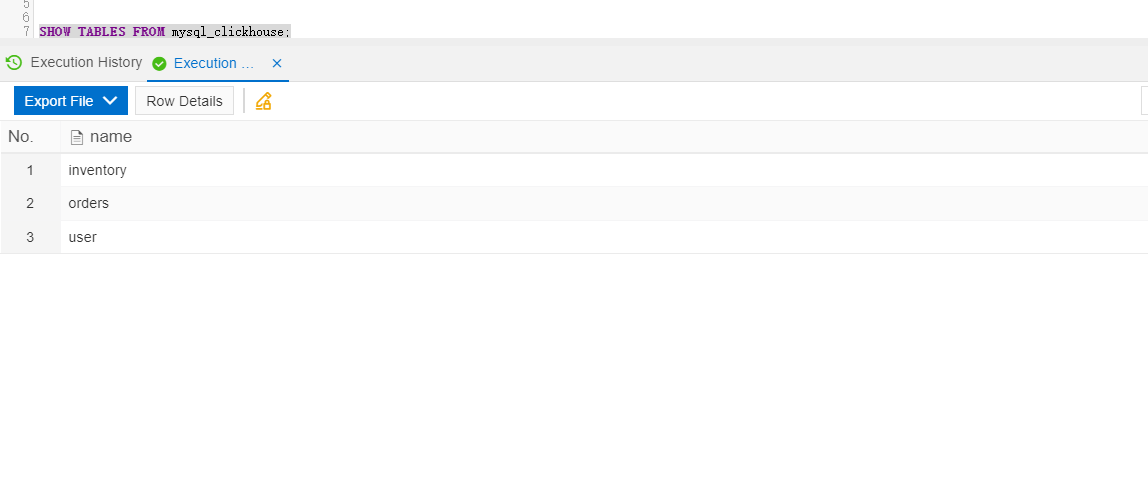 5
6
7 SHOW TABLES FROM mysql_clickhouse;
Execution History Execution ...
Export File Row Details
No. name
1 inventory
2 orders
3 user